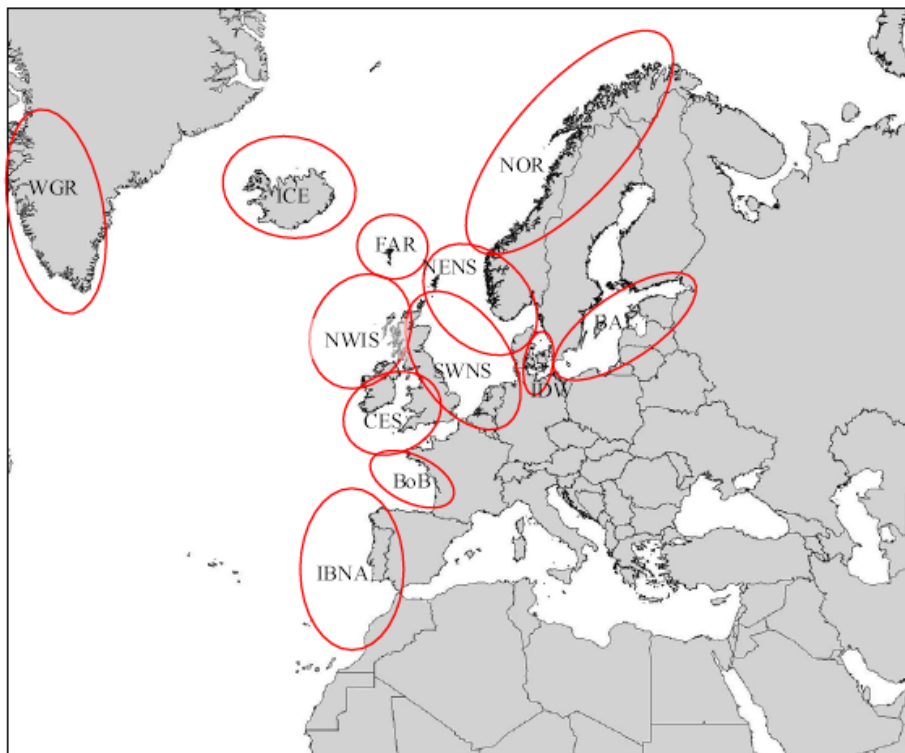 NOR
WGR
ICE
FAR
NENS
BAL
NWIS
SWNS
IDW
CES
BoB
IBNA